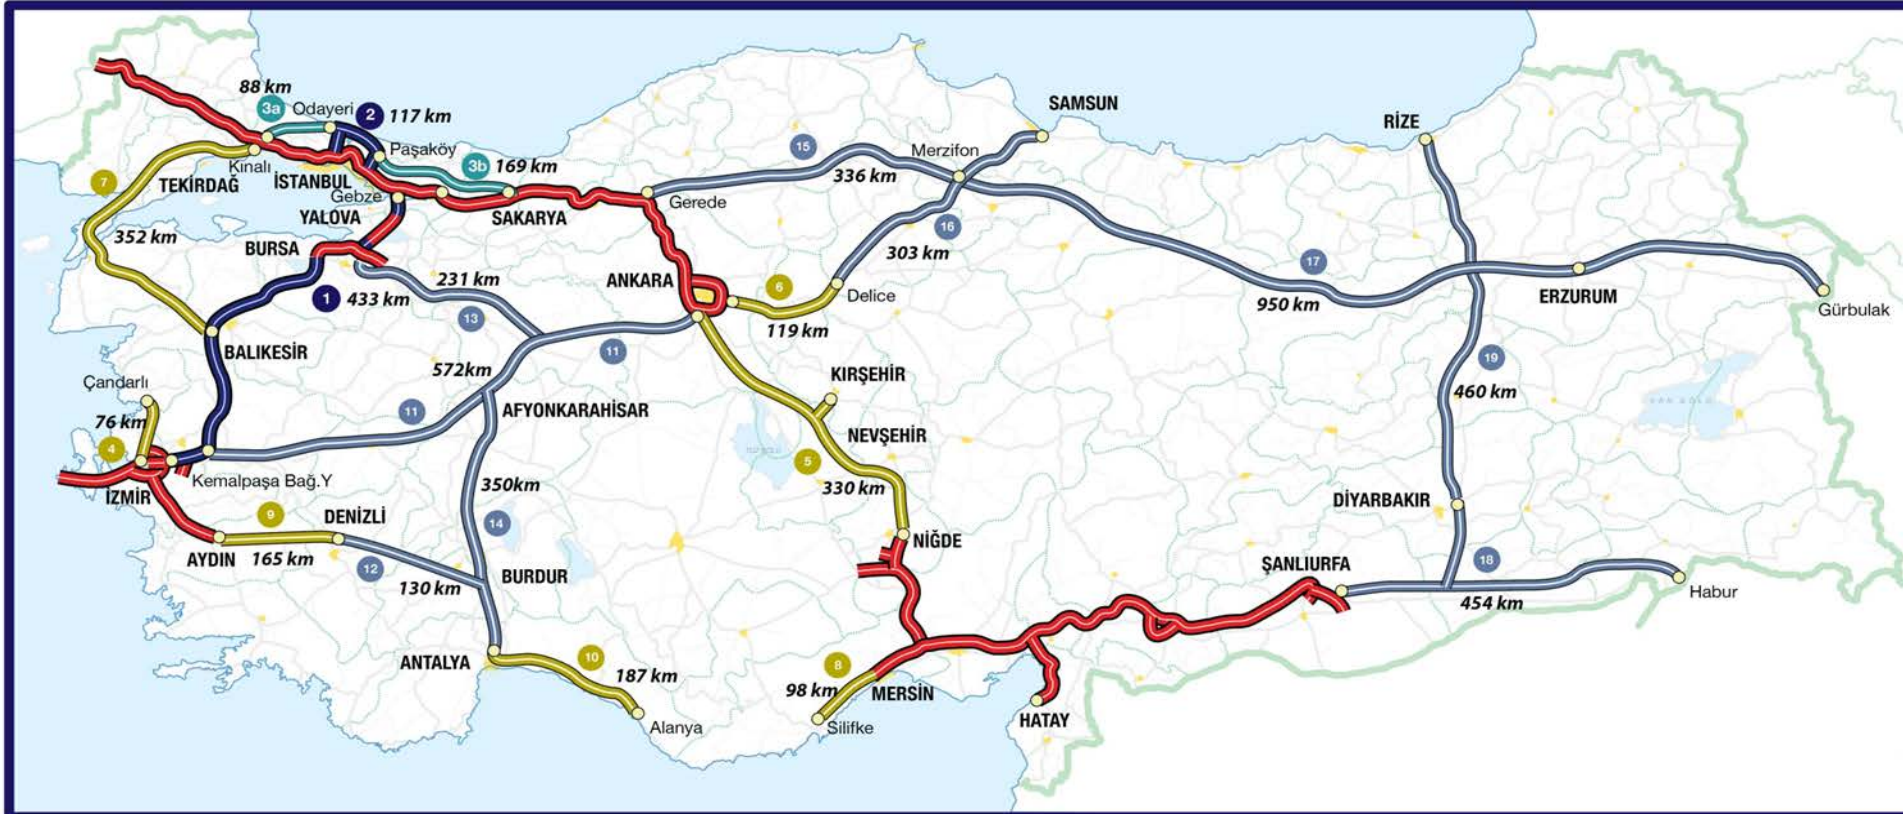 88 km
3a
Odayeri
2
117 km
Paşaköy
3b
169 km
Kınalı
7
TEKİRDAĞ
İSTANBUL
Gebze
YALOVA
SAKARYA
352 km
BURSA
Gerede
15
336 km
Merzifon
SAMSUN
RİZE
16
303 km
17
950 km
ERZURUM
Gürbulak
ANKARA
6
119 km
Delice
1
433 km
231 km
13
11
572km
BALIKESİR
Çandarlı
76 km
4
11
AFYONKARAHİSAR
KIRŞEHİR
NEVŞEHİR
5
330 km
19
460 km
İZMİR
Kemalpaşa Bağ.Y
350km
14
9
DENİZLİ
AYDIN
165 km
12
130 km
BURDUR
NİĞDE
DİYARBAKIR
ŞANLIURFA
18
454 km
Habur
ANTALYA
10
187 km
Alanya
8
98 km
MERSİN
Silifke
HATAY